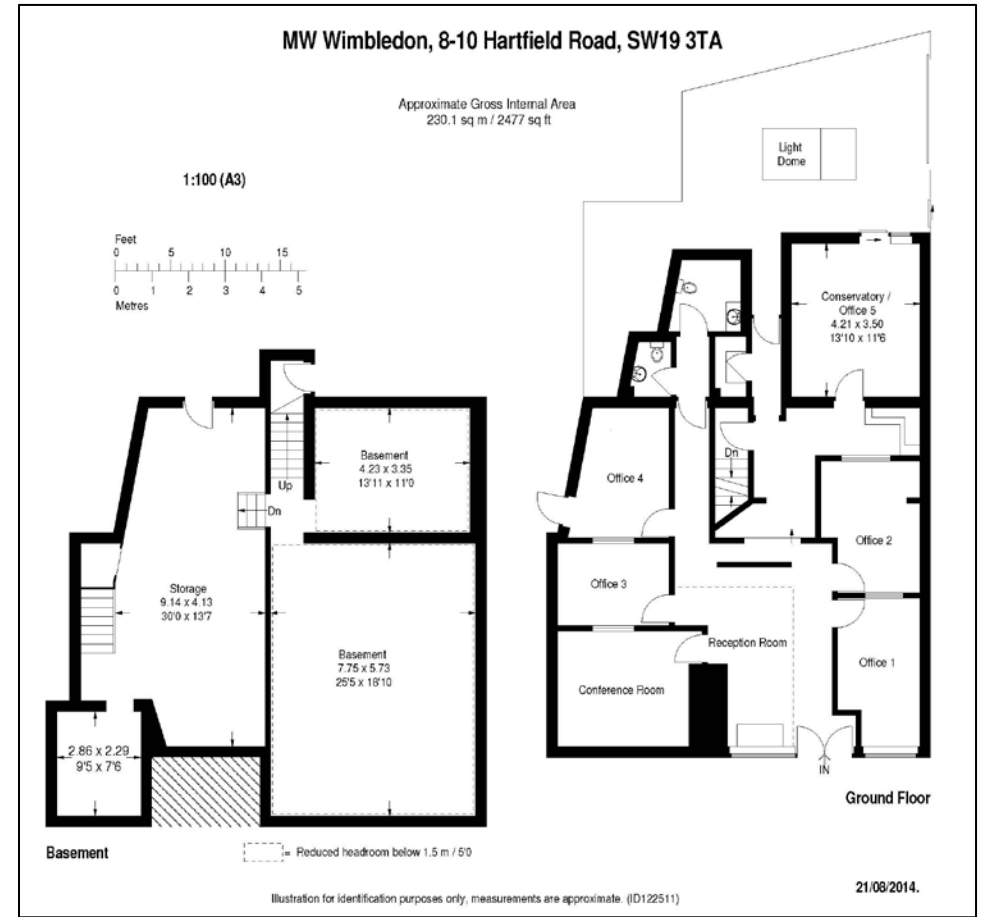 MW Wimbledon, 8-10 Hartfield Road, SW19 3TA
Approximate Gross Internal Area
230.1 sq m / 2477 sq ft
1:100 (A3)
Feet
0 5 10 15
0 1 2 3 4 5
Metres
Light
Dome
Conservatory /
Office 5
4.21 x 3.50
13'10 x 11'6
Basement
4.23 x 3.35
13'11 x 11'0
Up
Dn
Storage
9.14 x 4.13
30'0 x 13'7
Basement
7.75 x 5.73
25'5 x 18'10
2.86 x 2.29
9'5 x 7'6
Office 4
Dn
Office 2
Office 3
Reception Room
Office 1
Conference Room
IN
Ground Floor
Basement
= Reduced headroom below 1.5 m / 5'0
21/08/2014.
Illustration for identification purposes only, measurements are approximate. (ID122511)